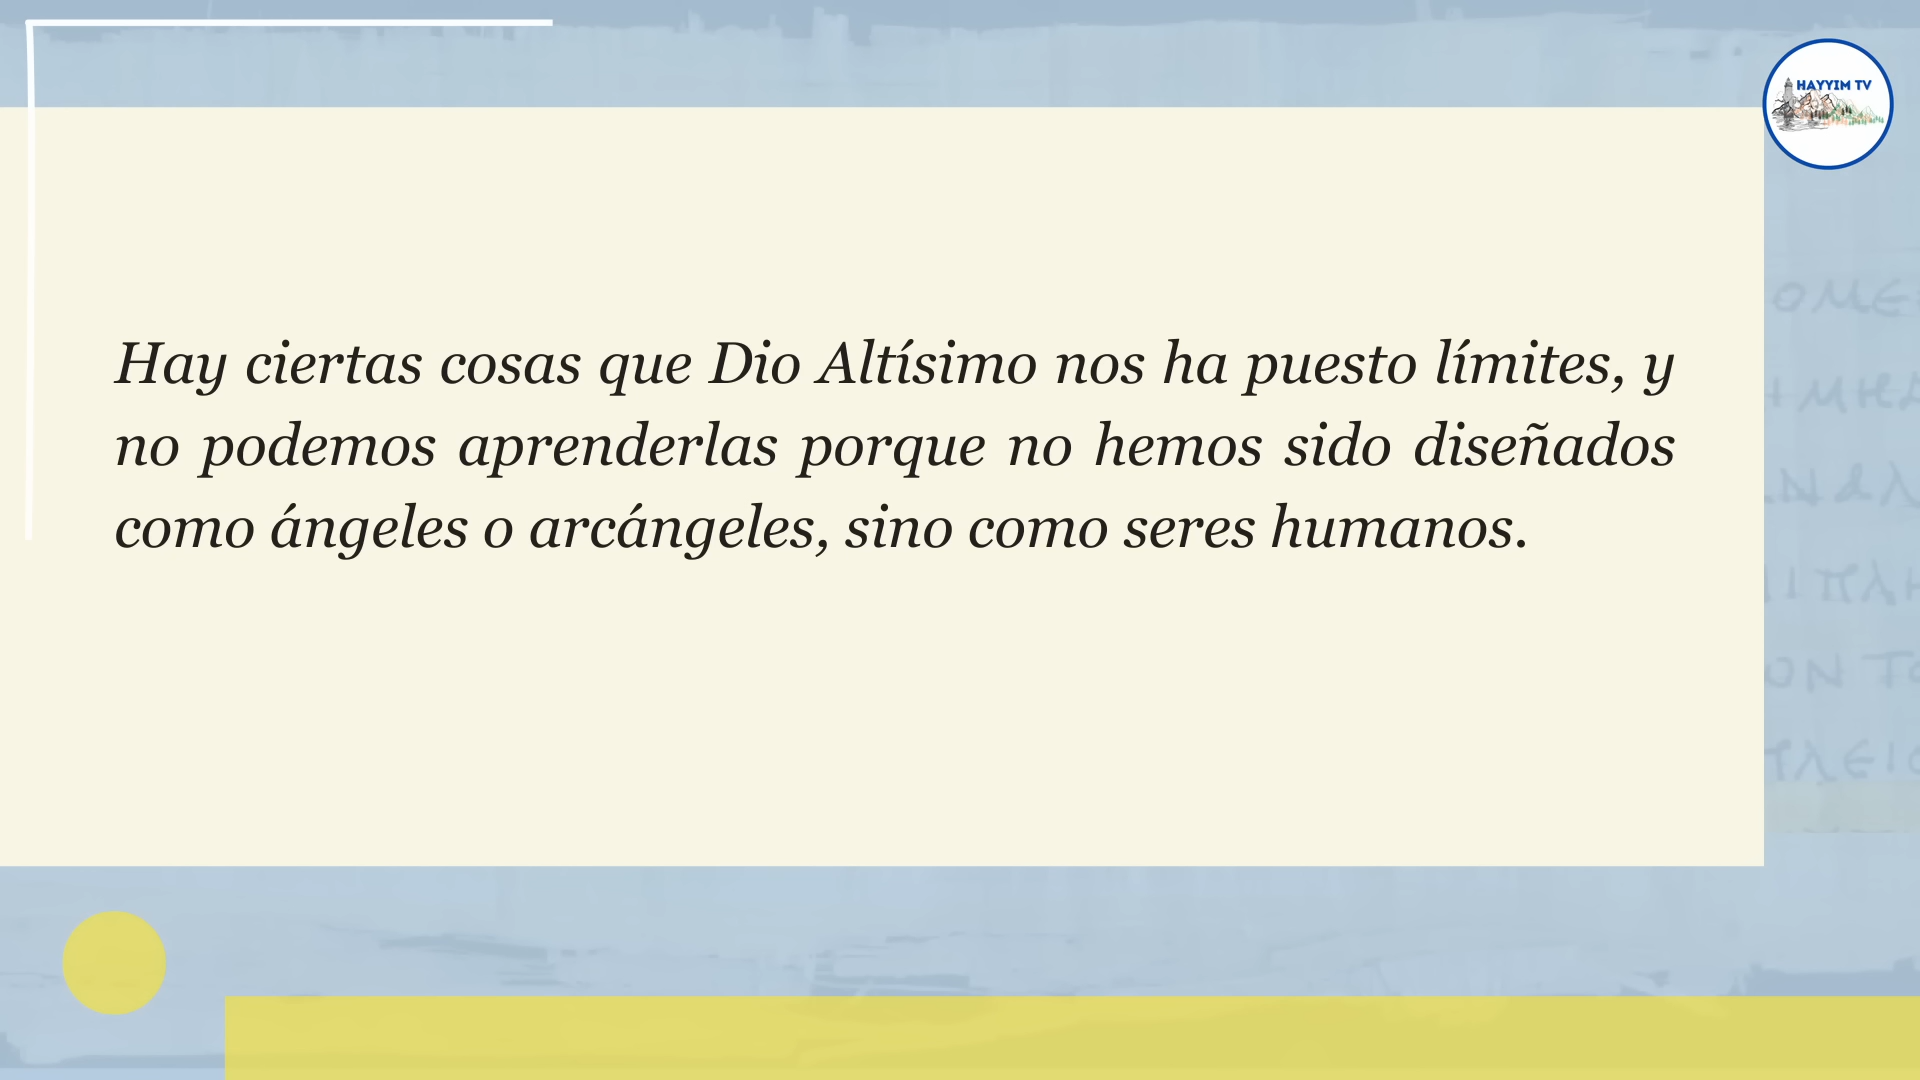 HAYYIM TV
Hay ciertas cosas que Dio Altísimo nos ha puesto límites, y
no podemos aprenderlas porque no hemos sido diseñados
como ángeles o arcángeles, sino como seres humanos.